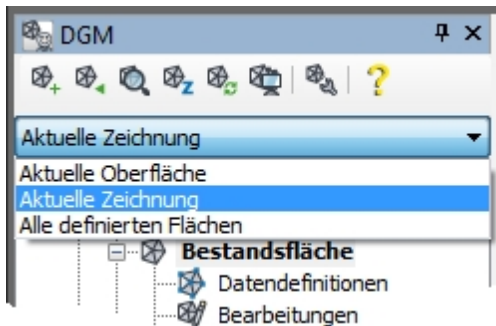 DGM
Aktuelle Zeichnung
Aktuelle Oberfläche
Aktuelle Zeichnung
Alle definierten Flächen
Bestandsfläche
Datendefinitionen
Bearbeitungen